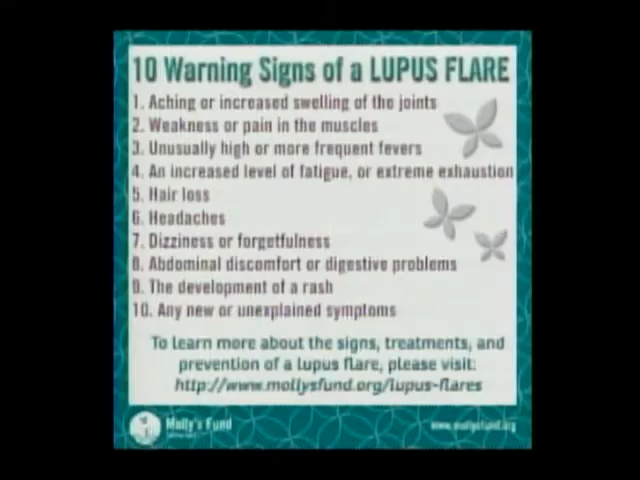 10 Warning Signs of a LUPUS FLARE
1. Aching or increased swelling of the joints
2. Weakness or pain in the muscles
3. Unusually high or more frequent fevers
4. An increased level of fatigue, or extreme exhaustion
5. Hair loss
6. Headaches
7. Dizziness or forgetfulness
8. Abdominal discomfort or digestive problems
9. The development of a rash
10. Any new or unexplained symptoms
To learn more about the signs, treatments, and
prevention of a lupus flare, please visit:
http://www.mollysfund.org/lupus-flares
Molly's Fund
www.mollysfund.org